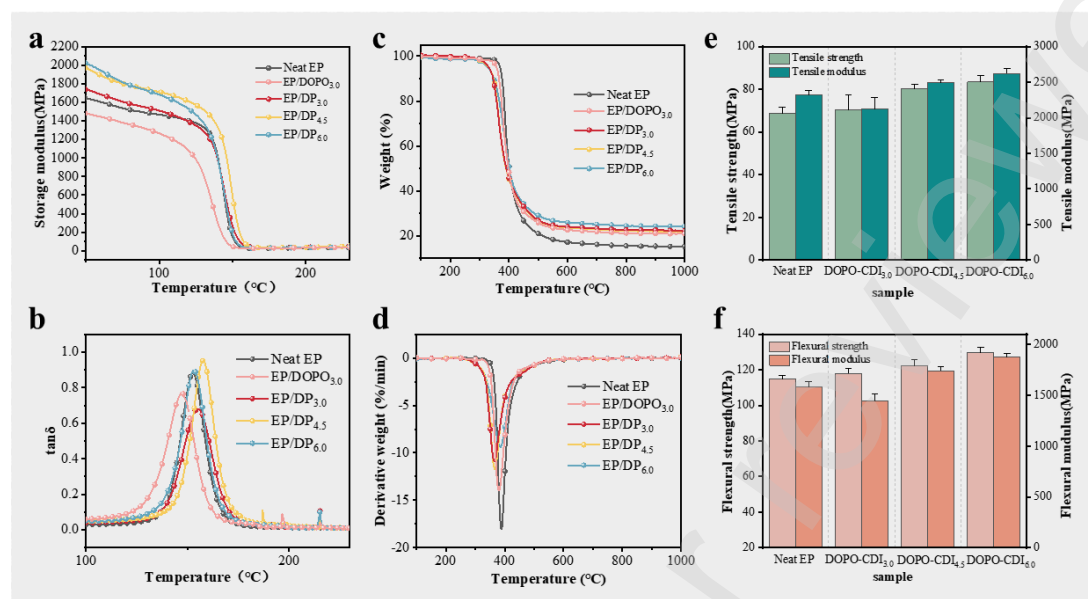 a
2200
2000
1800
1600
1400
1200
1000
800
600
400
200
0
Storage modulus(MPa)
Neat EP
EP/DOPO3.0
EP/DP3.0
EP/DP4.5
EP/DP6.0
100 200
Temperature（°C）
b
1.0
0.8
0.6
0.4
0.2
0.0
tanδ
Neat EP
EP/DOPO3.0
EP/DP3.0
EP/DP4.5
EP/DP6.0
100 200
Temperature（°C）
c
100
80
60
40
20
Weight (%)
Neat EP
EP/DOPO3.0
EP/DP3.0
EP/DP4.5
EP/DP6.0
200 400 600 800 1000
Temperature (°C)
d
0
-5
-10
-15
-20
Derivative weight (%/min)
Neat EP
EP/DOPO3.0
EP/DP3.0
EP/DP4.5
EP/DP6.0
200 400 600 800 1000
Temperature (°C)
e
100
80
60
40
20
0
Tensile strength(MPa)
Tensile strength
Tensile modulus
3000
2500
2000
1500
1000
500
0
Tensile modulus(MPa)
Neat EP DOPO-CDI3.0 DOPO-CDI4.5 DOPO-CDI6.0
sample
f
140
120
100
80
60
40
20
Flexural strength(MPa)
Flexural strength
Flexural modulus
2000
1500
1000
500
0
Flexural mudulus(MPa)
Neat EP DOPO-CDI3.0 DOPO-CDI4.5 DOPO-CDI6.0
sample